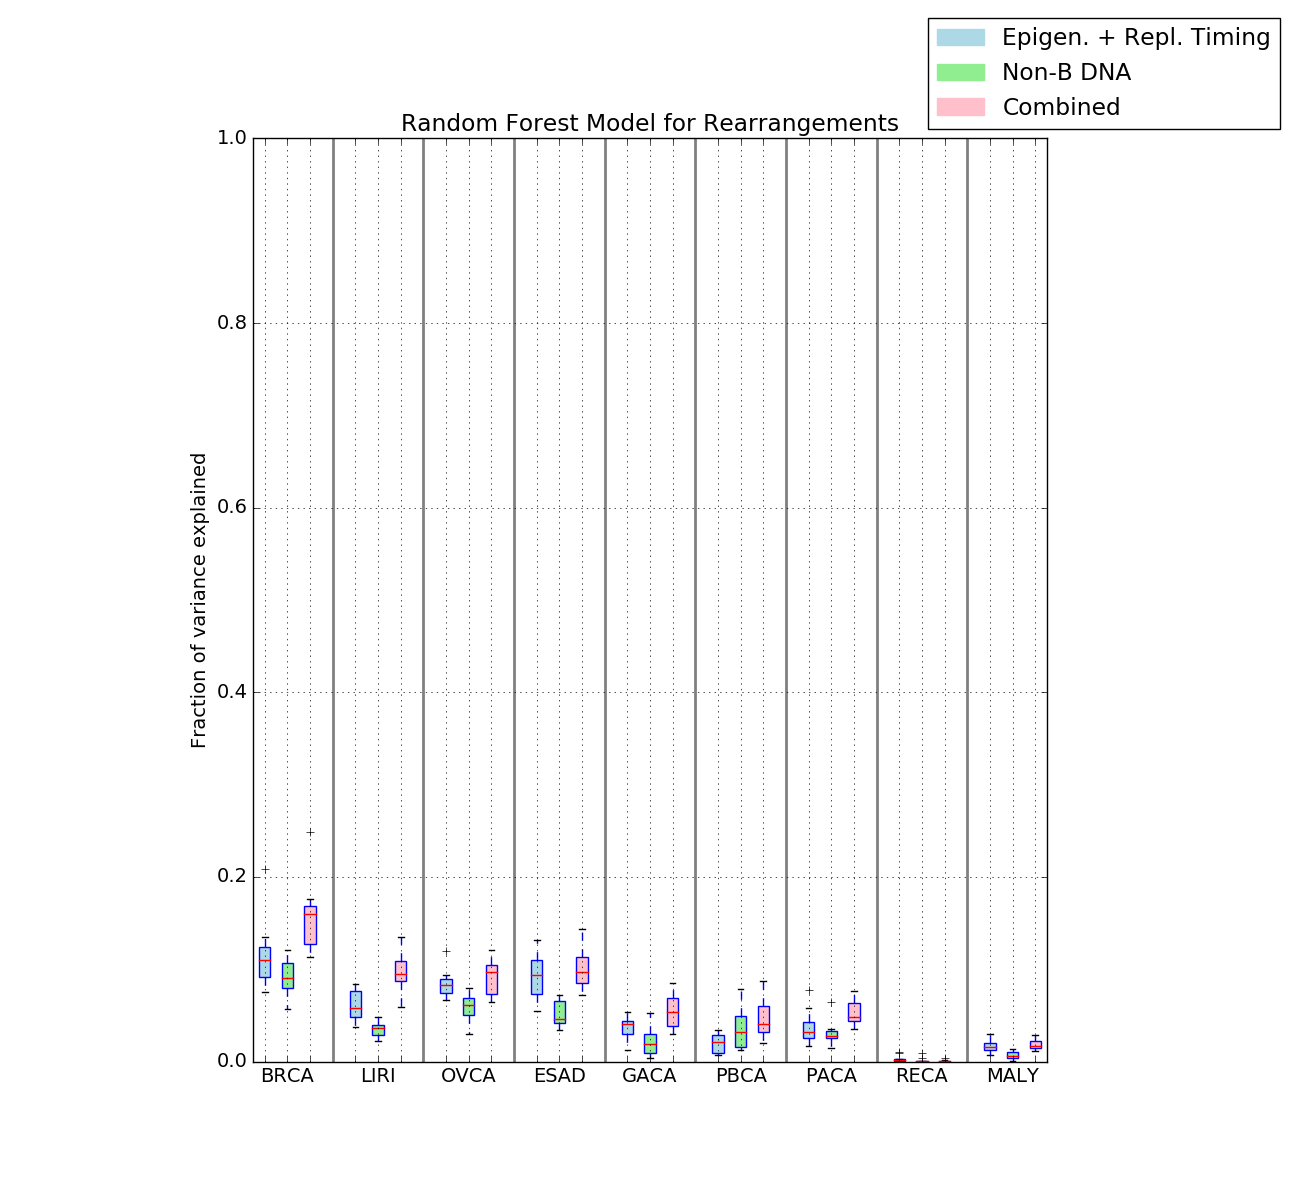 Epigen. + Repl. Timing
Non-B DNA
Combined
Random Forest Model for Rearrangements
1.0
0.8
0.6
0.4
0.2
0.0
Fraction of variance explained
BRCA LIRI OVCA ESAD GACA PBCA PACA RECA MALY